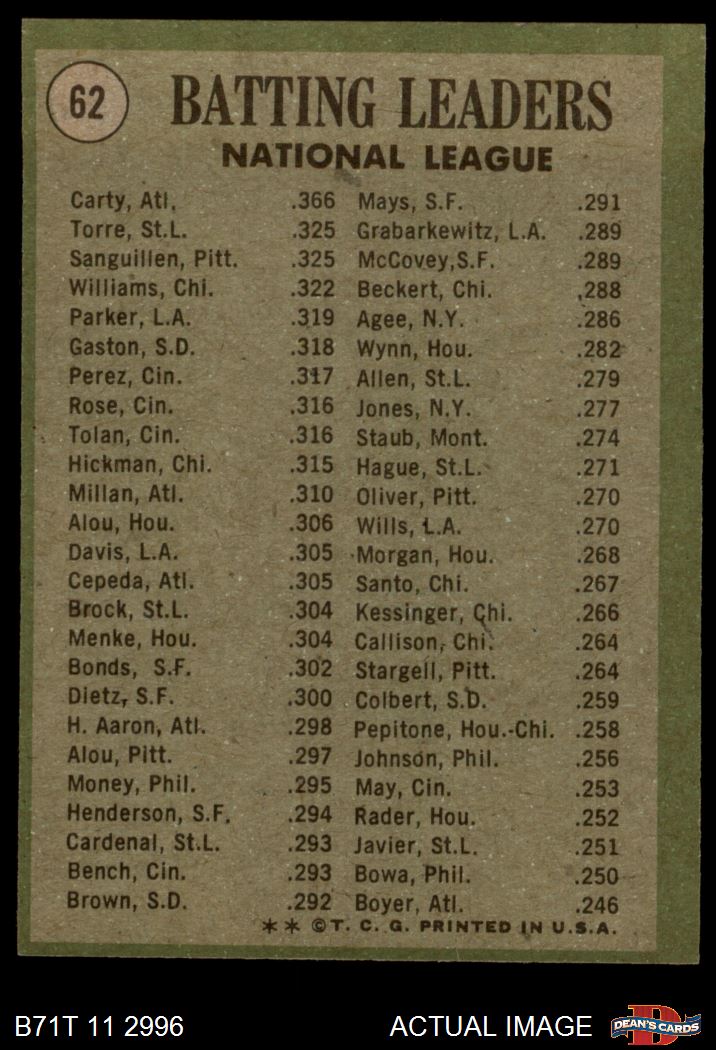 62
BATTING LEADERS
NATIONAL LEAGUE
Carty, Atl. .366 Mays, S.F. .291
Torre, St.L. .325 Grabarkewitz, L.A. .289
Sanguillen, Pitt. .325 McCovey,S.F. .289
Williams, Chi. .322 Beckert, Chi. .288
Parker, L.A. .319 Agee, N.Y. .286
Gaston, S.D. .318 Wynn, Hou. .282
Perez, Cin. .317 Allen, St.L. .279
Rose, Cin. .316 Jones, N.Y. .277
Tolan, Cin. .316 Staub, Mont. .274
Hickman, Chi. .315 Hague, St.L. .271
Millan, Atl. .310 Oliver, Pitt. .270
Alou, Hou. .306 Wills, L.A. .270
Davis, L.A. .305 Morgan, Hou. .268
Cepeda, Atl. .305 Santo, Chi. .267
Brock, St.L. .304 Kessinger, Chi. .266
Menke, Hou. .304 Callison, Chi. .264
Bonds, S.F. .302 Stargell, Pitt. .264
Dietz, S.F. .300 Colbert, S.D. .259
H. Aaron, Atl. .298 Pepitone, Hou.-Chi. .258
Alou, Pitt. .297 Johnson, Phil. .256
Money, Phil. .295 May, Cin. .253
Henderson, S.F. .294 Rader, Hou. .252
Cardenal, St.L. .293 Javier, St.L. .251
Bench, Cin. .293 Bowa, Phil. .250
Brown, S.D. .292 Boyer, Atl. .246
** ©T. C. G. PRINTED IN U.S.A.
B71T 11 2996 ACTUAL IMAGE DEAN'S CARDS